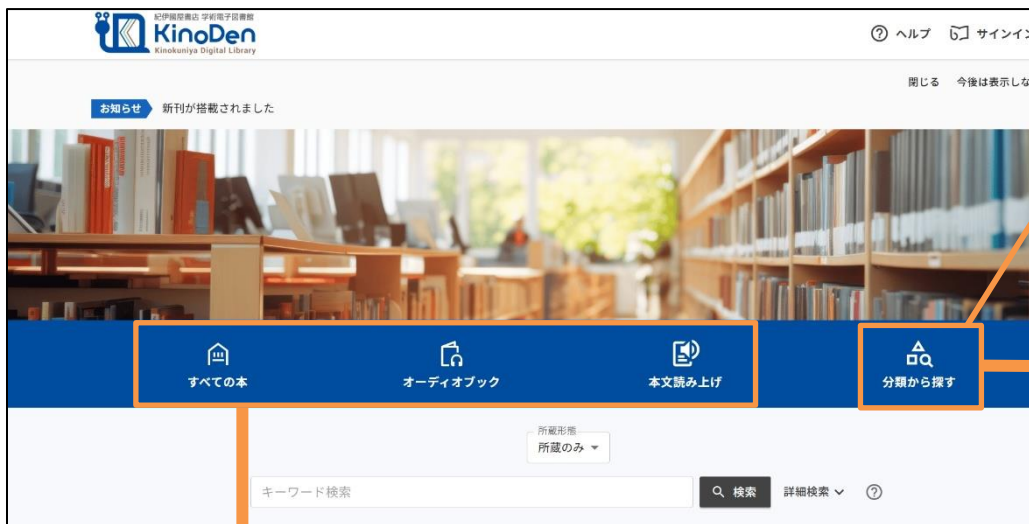 紀伊國屋書店 学術電子図書館
KinoDen
Kinokuniya Digital Library
ヘルプ サインイン
閉じる 今後は表示しな
お知らせ 新刊が搭載されました
すべての本 オーディオブック 本文読み上げ 分類から探す
所蔵形態
所蔵のみ
キーワード検索 検索 詳細検索